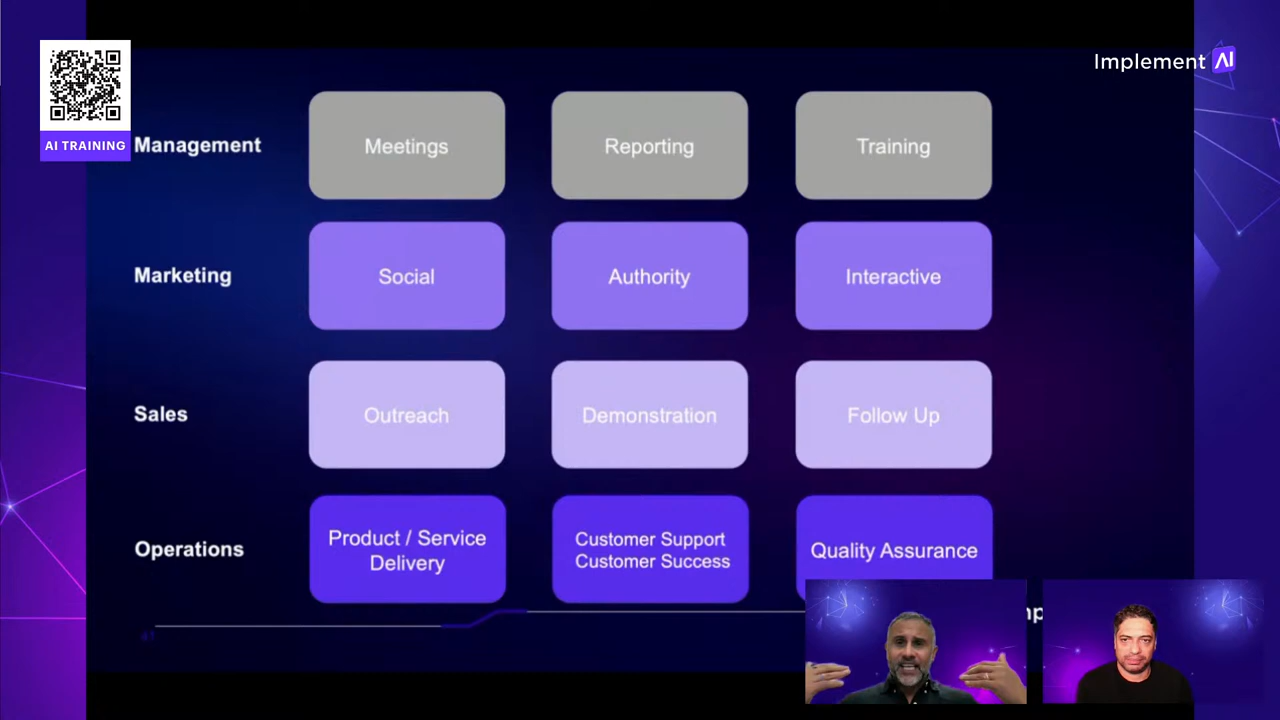 Implement AI
AI TRAINING
Management
Meetings
Reporting
Training
Marketing
Social
Authority
Interactive
Sales
Outreach
Demonstration
Follow Up
Operations
Product / Service
Delivery
Customer Support
Customer Success
Quality Assurance
41